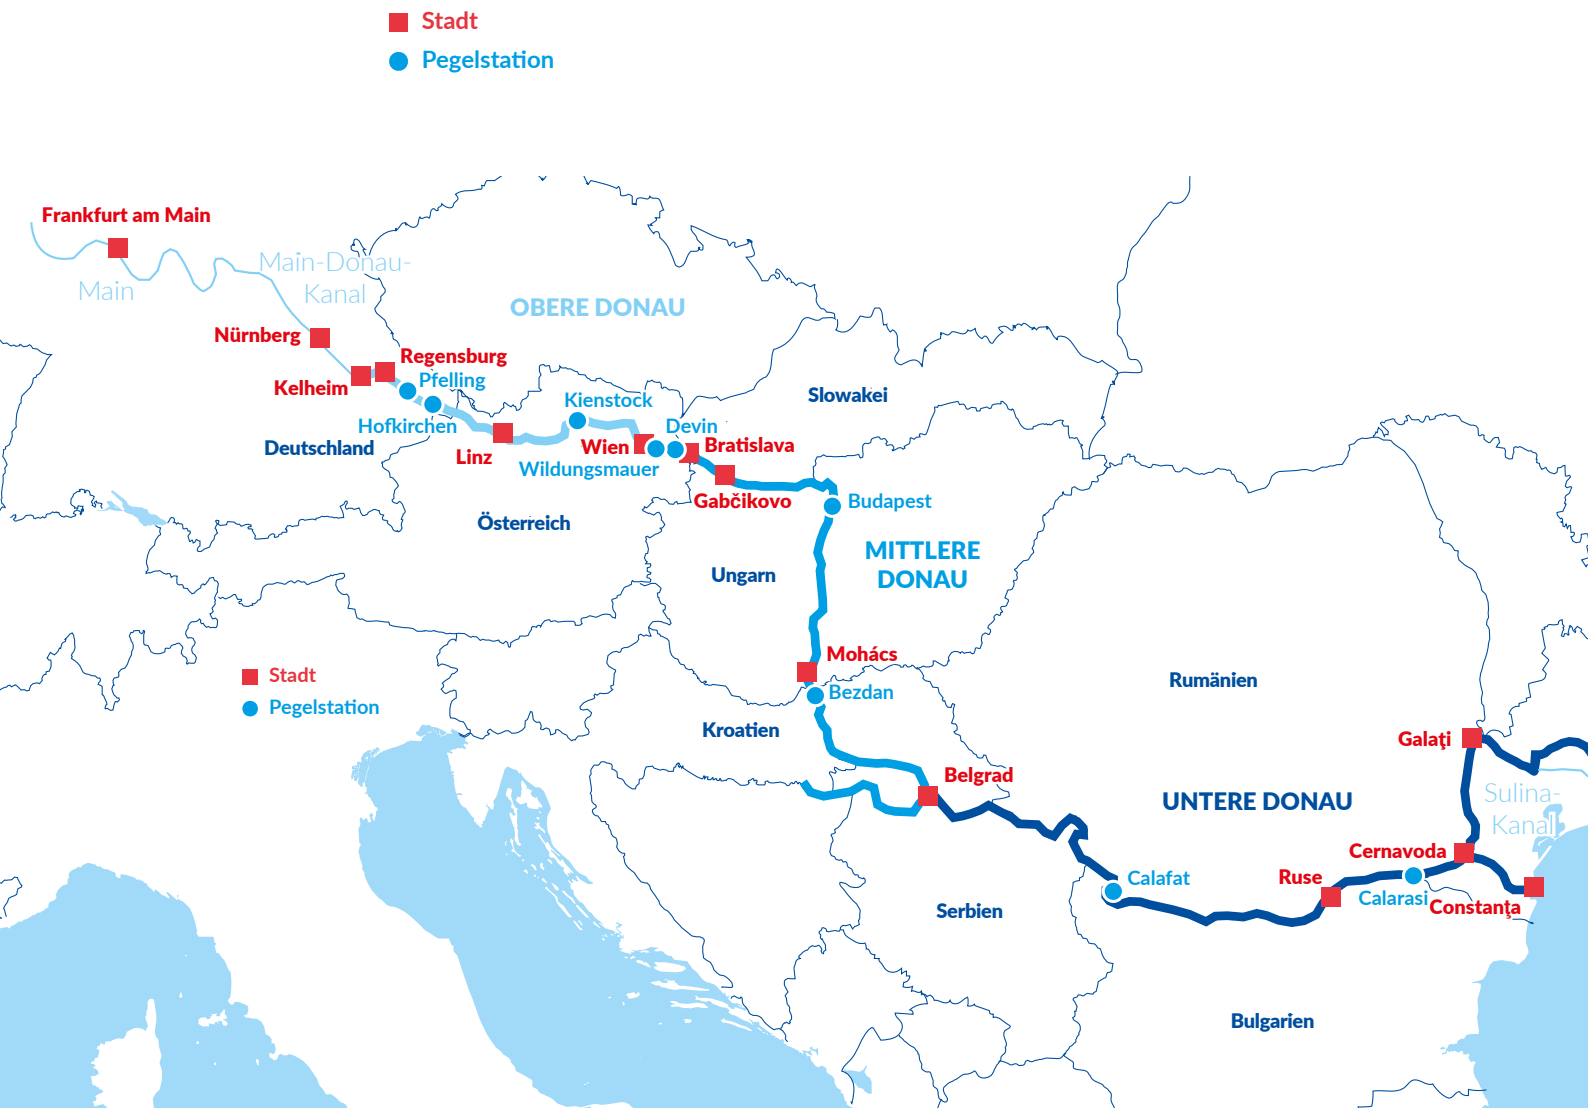 Stadt
Pegelstation
Frankfurt am Main
Main
Main-Donau-
Kanal
OBERE DONAU
Nürnberg
Regensburg
Kelheim
Pfelling
Hofkirchen
Kienstock
Slowakei
Deutschland
Linz
Wien
Devin
Bratislava
Wildungsmauer
Gabčikovo
Budapest
Österreich
MITTLERE
DONAU
Ungarn
Mohács
Stadt
Pegelstation
Bezdan
Rumänien
Kroatien
Galaţi
Belgrad
UNTERE DONAU
Sulina-
Kanal
Cernavoda
Ruse
Calafat
Calarasi
Constanţa
Serbien
Bulgarien